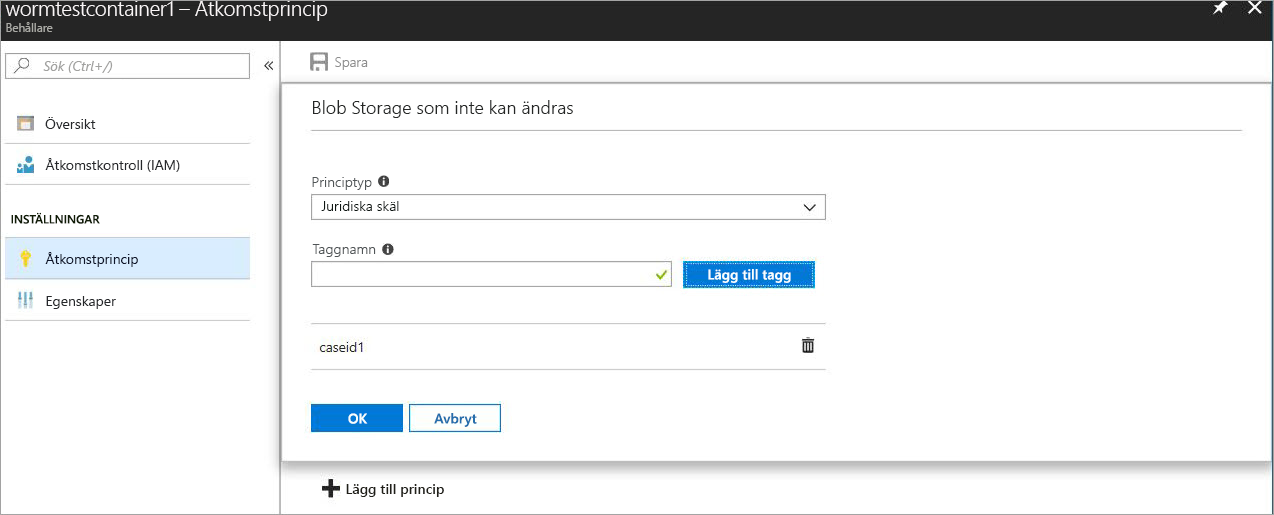 wormtestcontainer1 – Åtkomstprincip
Behållare
Sök (Ctrl+/)
«
Spara
Blob Storage som inte kan ändras
Översikt
Åtkomstkontroll (IAM)
INSTÄLLNINGAR
Åtkomstprincip
Egenskaper
Principtyp
Juridiska skäl
Taggnamn
Lägg till tagg
caseid1
OK
Avbryt
Lägg till princip